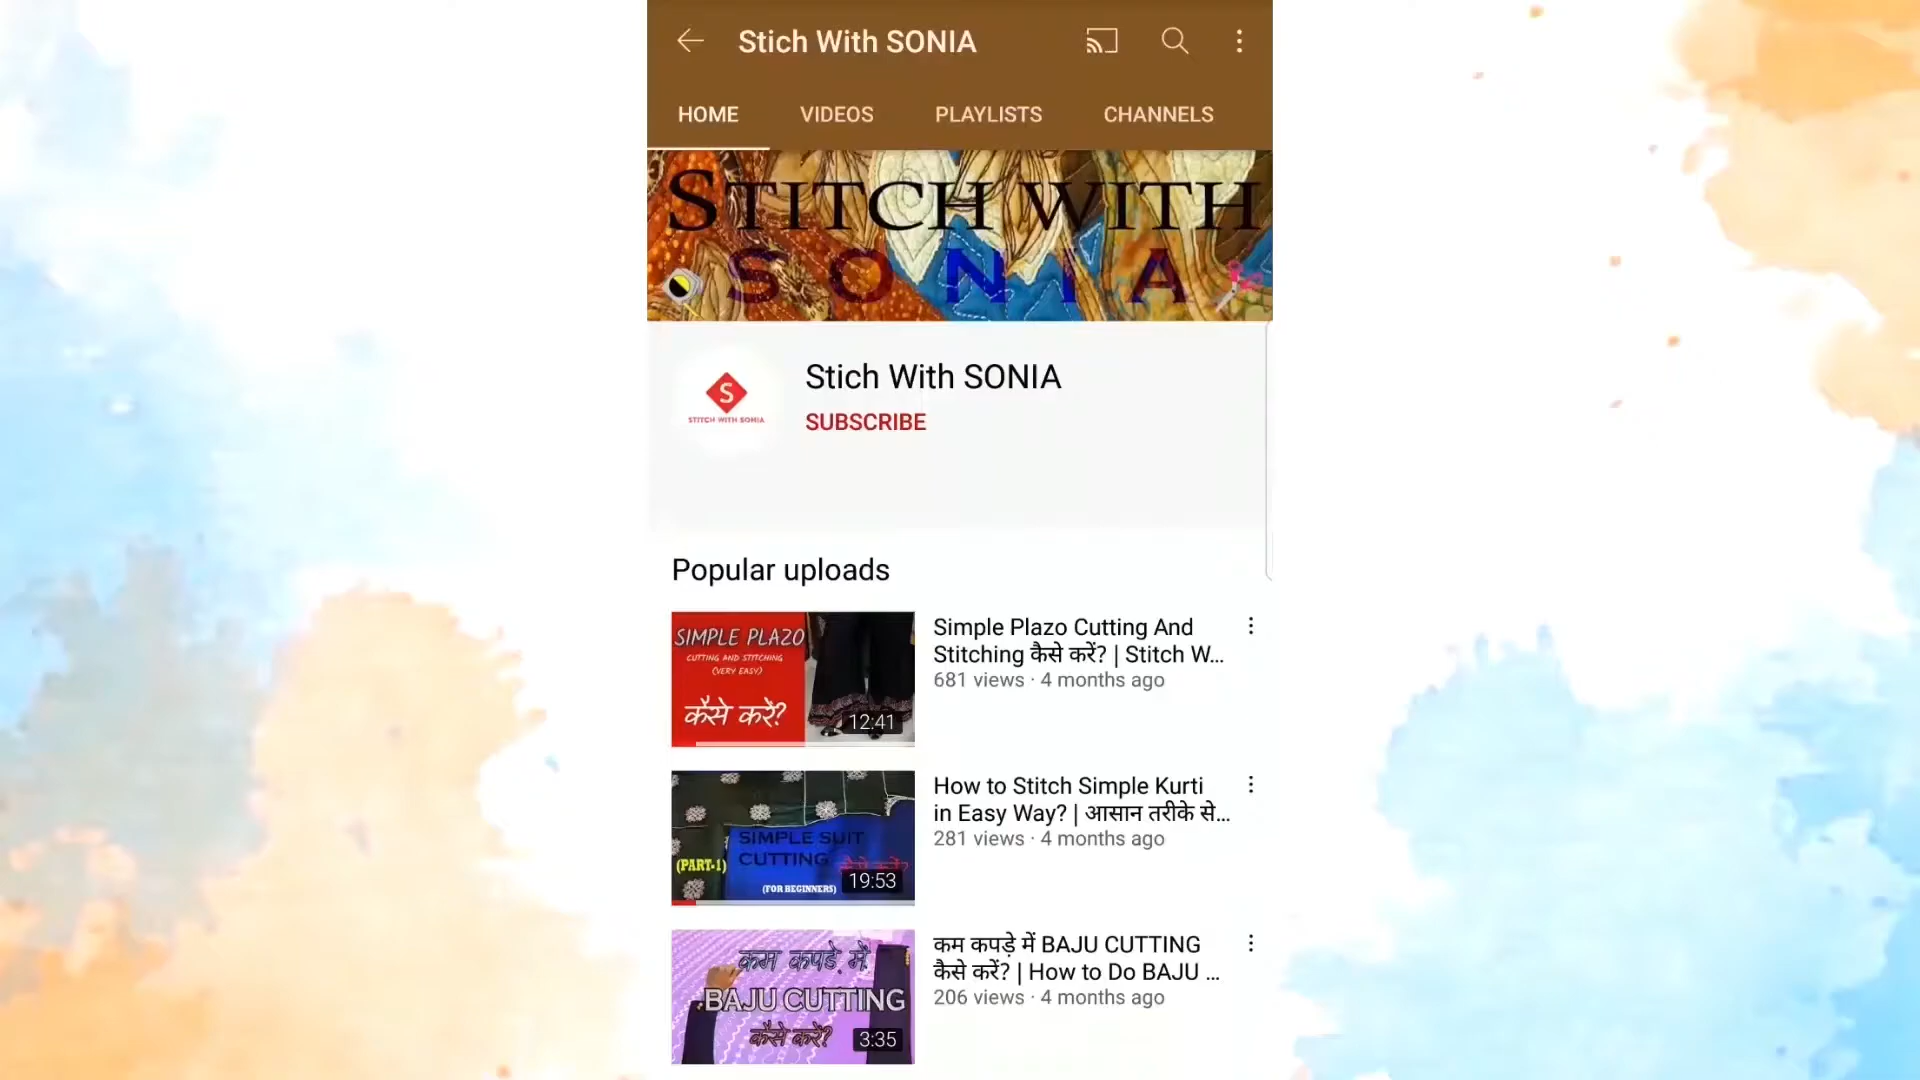 Stich With SONIA
HOME
VIDEOS
PLAYLISTS
CHANNELS
STITCH WITH
SONIA
S
STITCH WITH SONIA
Stich With SONIA
SUBSCRIBE
Popular uploads
SIMPLE PLAZO
CUTTING AND STITCHING
(VERY EASY)
कैसे करें?
12:41
Simple Plazo Cutting And
Stitching कैसे करें? | Stitch W...
681 views · 4 months ago
SIMPLE SUIT
CUTTING
कैसे करें?
(PART-1)
(FOR BEGINNERS)
19:53
How to Stitch Simple Kurti
in Easy Way? | आसान तरीके से...
281 views · 4 months ago
कम कपड़े में
BAJU CUTTING
कैसे करें?
3:35
कम कपड़े में BAJU CUTTING
कैसे करें? | How to Do BAJU ...
206 views · 4 months ago